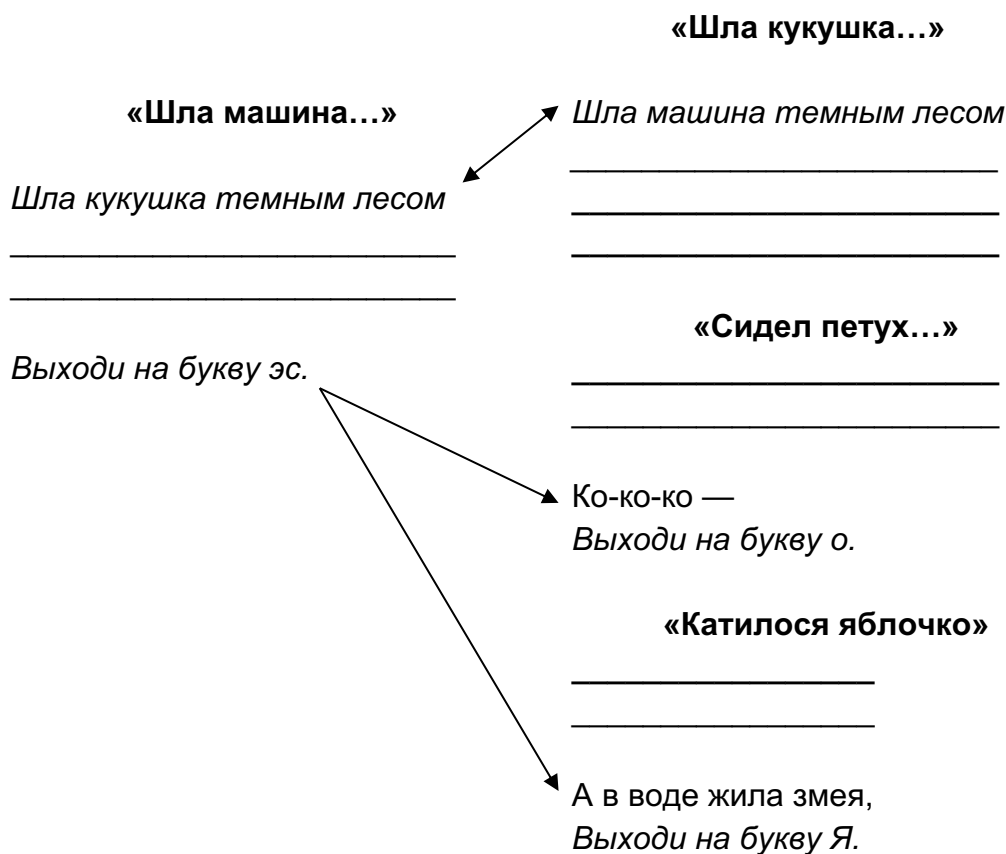 «Шла кукушка…»
«Шла машина…»
Шла машина темным лесом
Шла кукушка темным лесом
«Сидел петух…»
Выходи на букву эс.
Ко-ко-ко —
Выходи на букву о.
«Катилося яблочко»
А в воде жила змея,
Выходи на букву Я.